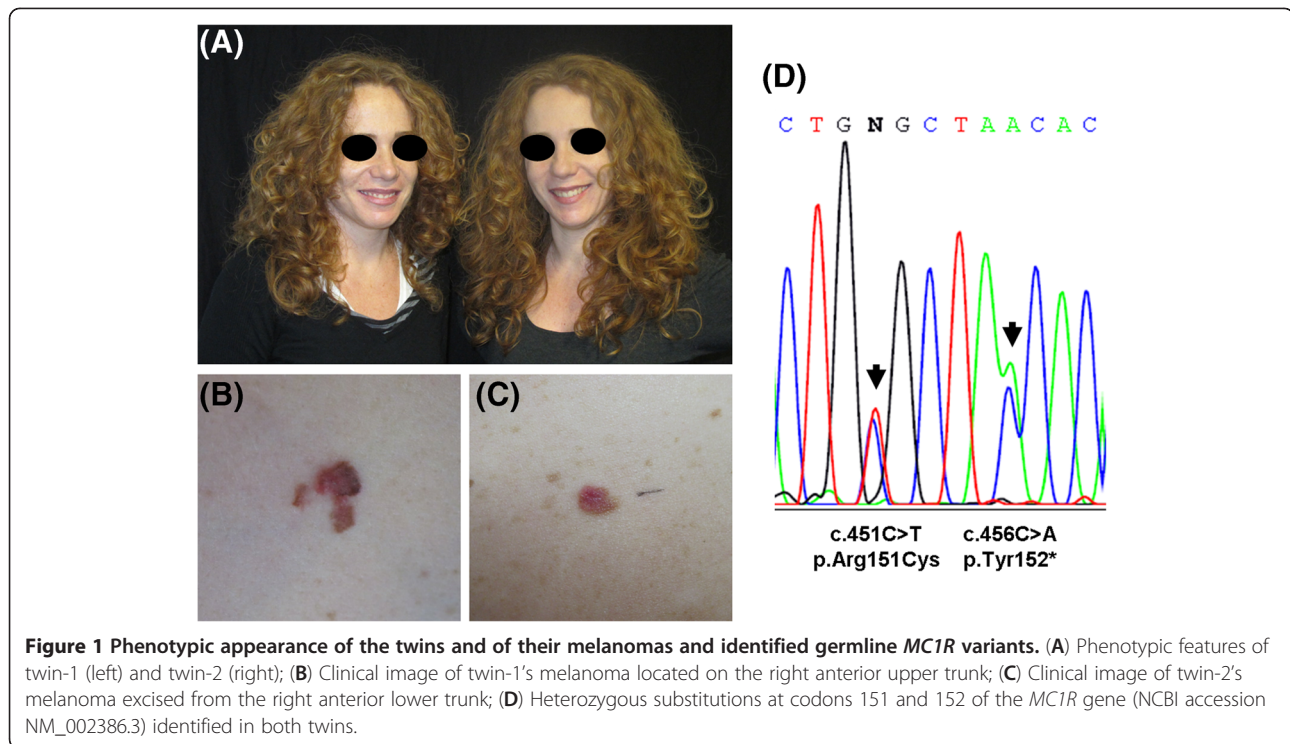 (A)
(D)
C T G N G C T A A C A C
(B)
(C)
c.451C>T c.456C>A
p.Arg151Cys p.Tyr152*
Figure 1 Phenotypic appearance of the twins and of their melanomas and identified germline MC1R variants. (A) Phenotypic features of
twin-1 (left) and twin-2 (right); (B) Clinical image of twin-1's melanoma located on the right anterior upper trunk; (C) Clinical image of twin-2's
melanoma excised from the right anterior lower trunk; (D) Heterozygous substitutions at codons 151 and 152 of the MC1R gene (NCBI accession
NM_002386.3) identified in both twins.